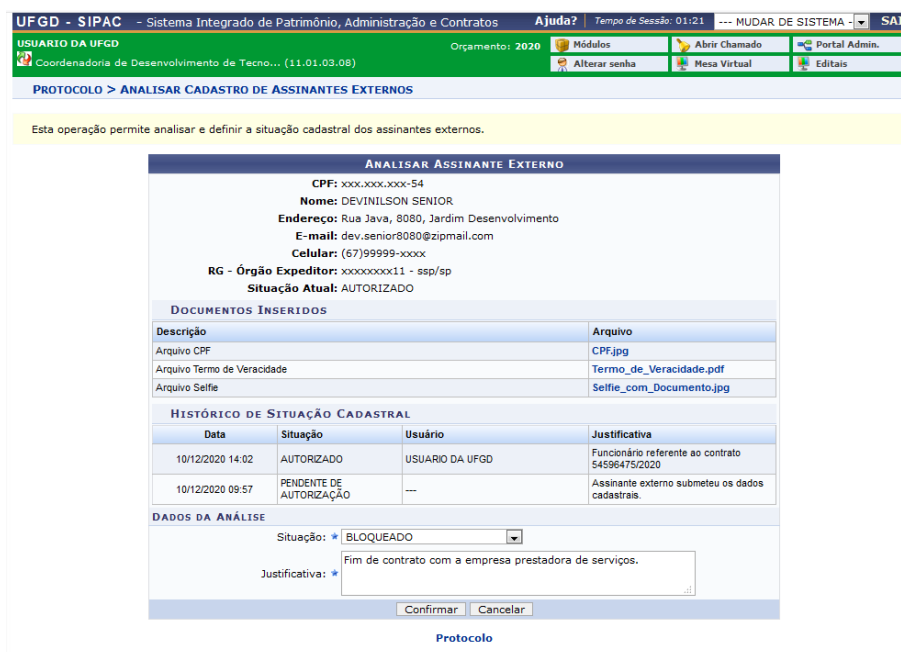 UFGD - SIPAC - Sistema Integrado de Patrimônio, Administração e Contratos Ajuda? Tempo de Sessão: 01:21 --- MUDAR DE SISTEMA -
USUARIO DA UFGD
Orçamento: 2020
Módulos Abrir Chamado Portal Admin.
Coordenadoria de Desenvolvimento de Tecno... (11.01.03.08)
Alterar senha Mesa Virtual Editais
PROTOCOLO > ANALISAR CADASTRO DE ASSINANTES EXTERNOS
Esta operação permite analisar e definir a situação cadastral dos assinantes externos.
ANALISAR ASSINANTE EXTERNO
CPF: xxx.xxx.xxx-54
Nome: DEVINILSON SENIOR
Endereço: Rua Java, 8080, Jardim Desenvolvimento
E-mail: dev.senior8080@zipmail.com
Celular: (67)99999-xxxx
RG - Órgão Expeditor: xxxxxxxx11 - ssp/sp
Situação Atual: AUTORIZADO
DOCUMENTOS INSERIDOS
Descrição Arquivo
Arquivo CPF CPF.jpg
Arquivo Termo de Veracidade Termo_de_Veracidade.pdf
Arquivo Selfie Selfie_com_Documento.jpg
HISTÓRICO DE SITUAÇÃO CADASTRAL
Data Situação Usuário Justificativa
10/12/2020 14:02 AUTORIZADO USUARIO DA UFGD Funcionário referente ao contrato
54596475/2020
10/12/2020 09:57 PENDENTE DE
AUTORIZAÇÃO --- Assinante externo submeteu os dados
cadastrais.
DADOS DA ANÁLISE
Situação: BLOQUEADO
Justificativa: Fim de contrato com a empresa prestadora de serviços.
Confirmar Cancelar
Protocolo